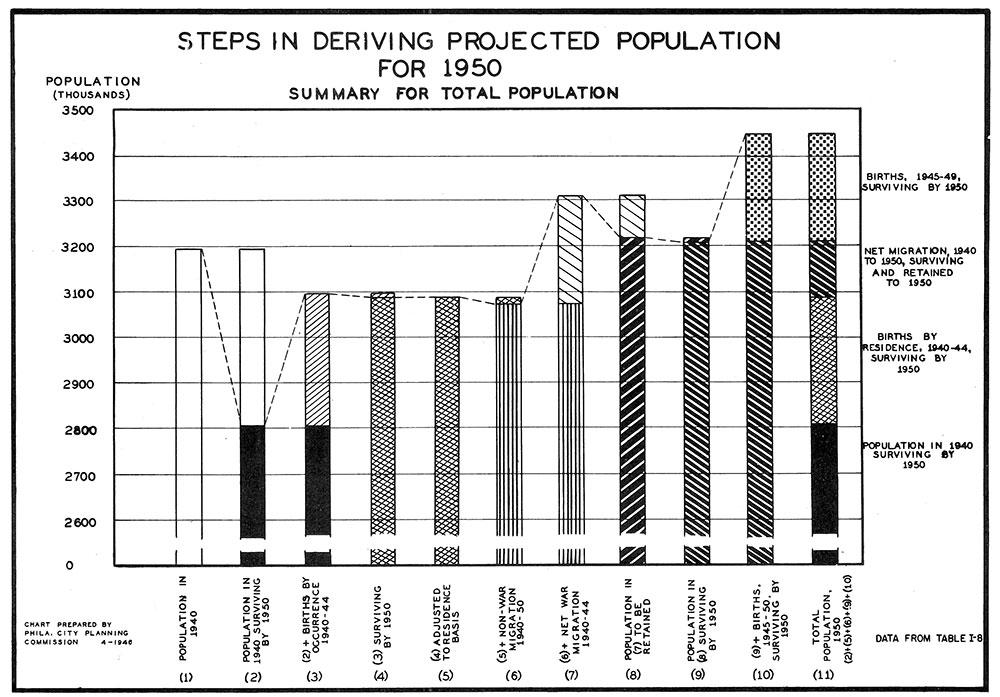 STEPS IN DERIVING PROJECTED POPULATION
FOR 1950
SUMMARY FOR TOTAL POPULATION
POPULATION
(THOUSANDS)
3500
3400
3300
3200
3100
3000
2900
2800
2700
2600
0
BIRTHS, 1945-49,
SURVIVING BY 1950
NET MIGRATION, 1940
TO 1950, SURVIVING
AND RETAINED
TO 1950
BIRTHS BY
RESIDENCE, 1940-44,
SURVIVING BY
1950
POPULATION IN 1940
SURVIVING BY
1950
POPULATION IN
1940
(1)
POPULATION IN
1940 SURVIVING
BY 1950
(2)
(2)+ BIRTHS BY
OCCURRENCE
1940-44
(3)
(3) SURVIVING
BY 1950
(4)
(4) ADJUSTED
TO RESIDENCE
BASIS
(5)
(5)+ NON-WAR
MIGRATION
1940-50
(6)
(6)+ NET WAR
MIGRATION
1940-44
(7)
POPULATION IN
(7) TO BE
RETAINED
(8)
POPULATION IN
(8) SURVIVING
BY 1950
(9)
(9)+ BIRTHS,
1945-50,
SURVIVING BY
1950
(10)
TOTAL
POPULATION,
1950
(2)+(5)+(6)+(9)+(10)
(11)
CHART PREPARED BY
PHILA. CITY PLANNING
COMMISSION 4-1946
DATA FROM TABLE I-8